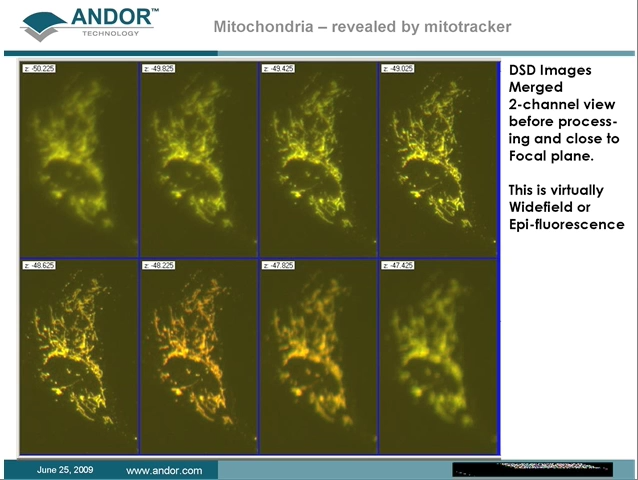 ANDOR™
TECHNOLOGY
Mitochondria – revealed by mitotracker
z: -50.225
z: -49.825
z: -49.425
z: -49.025
z: -48.625
z: -48.225
z: -47.825
z: -47.425
DSD Images
Merged
2-channel view
before process-
ing and close to
Focal plane.
This is virtually
Widefield or
Epi-fluorescence
June 25, 2009
www.andor.com